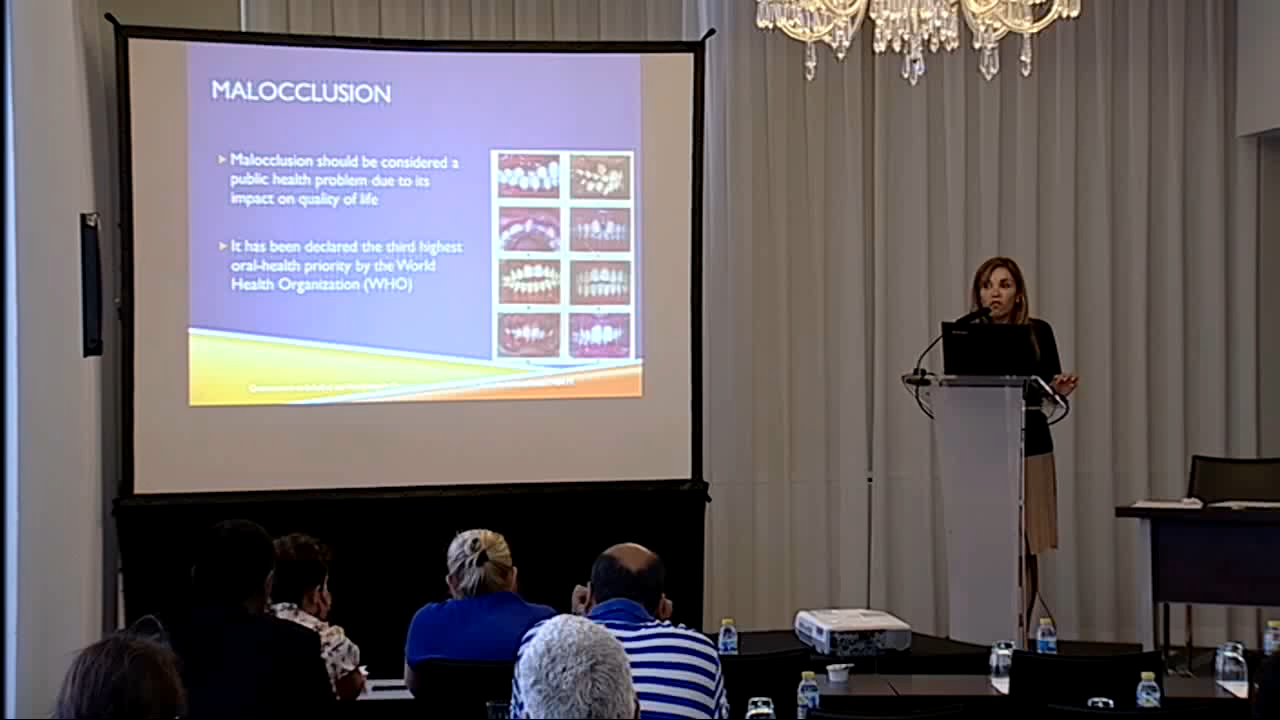 MALOCCLUSION
Malocclusion should be considered a
public health problem due to its
impact on quality of life
It has been declared the third highest
oral-health priority by the World
Health Organization (WHO)